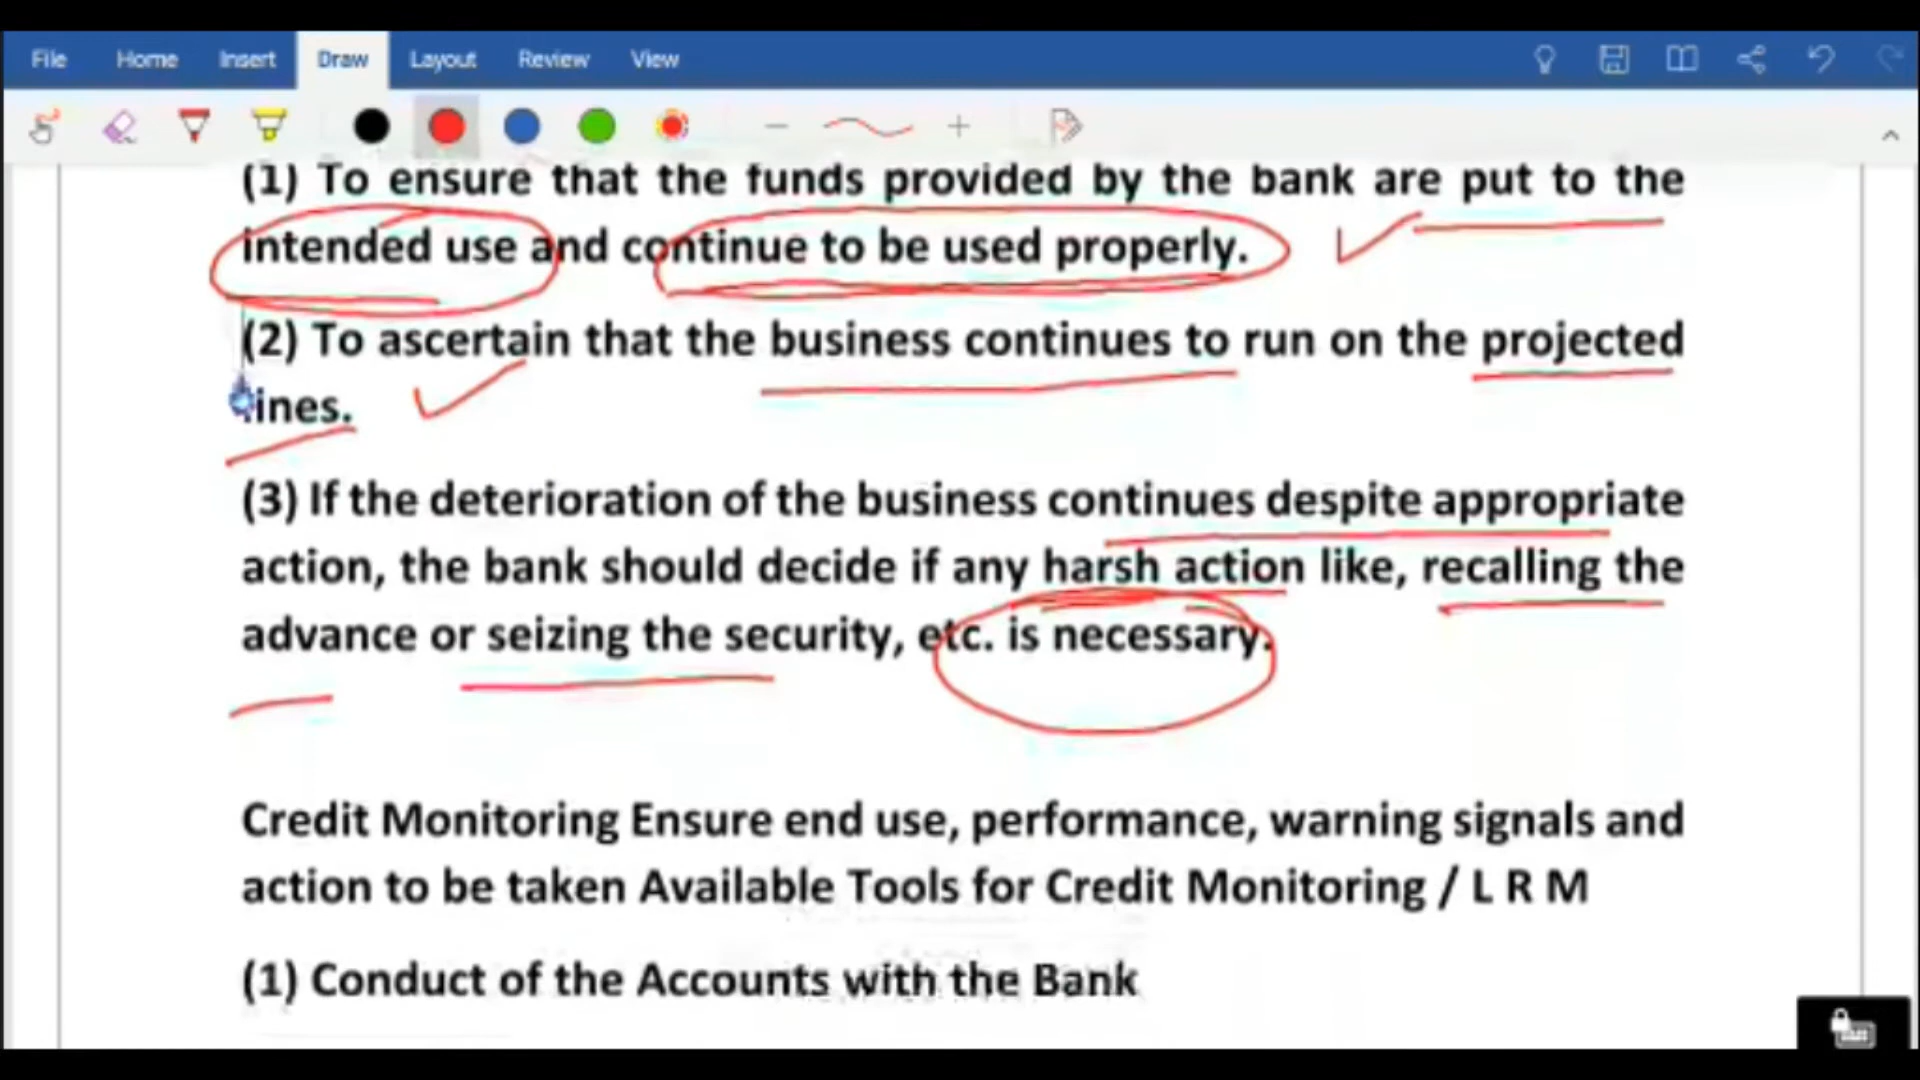 File Home Insert Draw Layout Review View
(1) To ensure that the funds provided by the bank are put to the
intended use and continue to be used properly.
(2) To ascertain that the business continues to run on the projected
lines.
(3) If the deterioration of the business continues despite appropriate
action, the bank should decide if any harsh action like, recalling the
advance or seizing the security, etc. is necessary.
Credit Monitoring Ensure end use, performance, warning signals and
action to be taken Available Tools for Credit Monitoring / L R M
(1) Conduct of the Accounts with the Bank